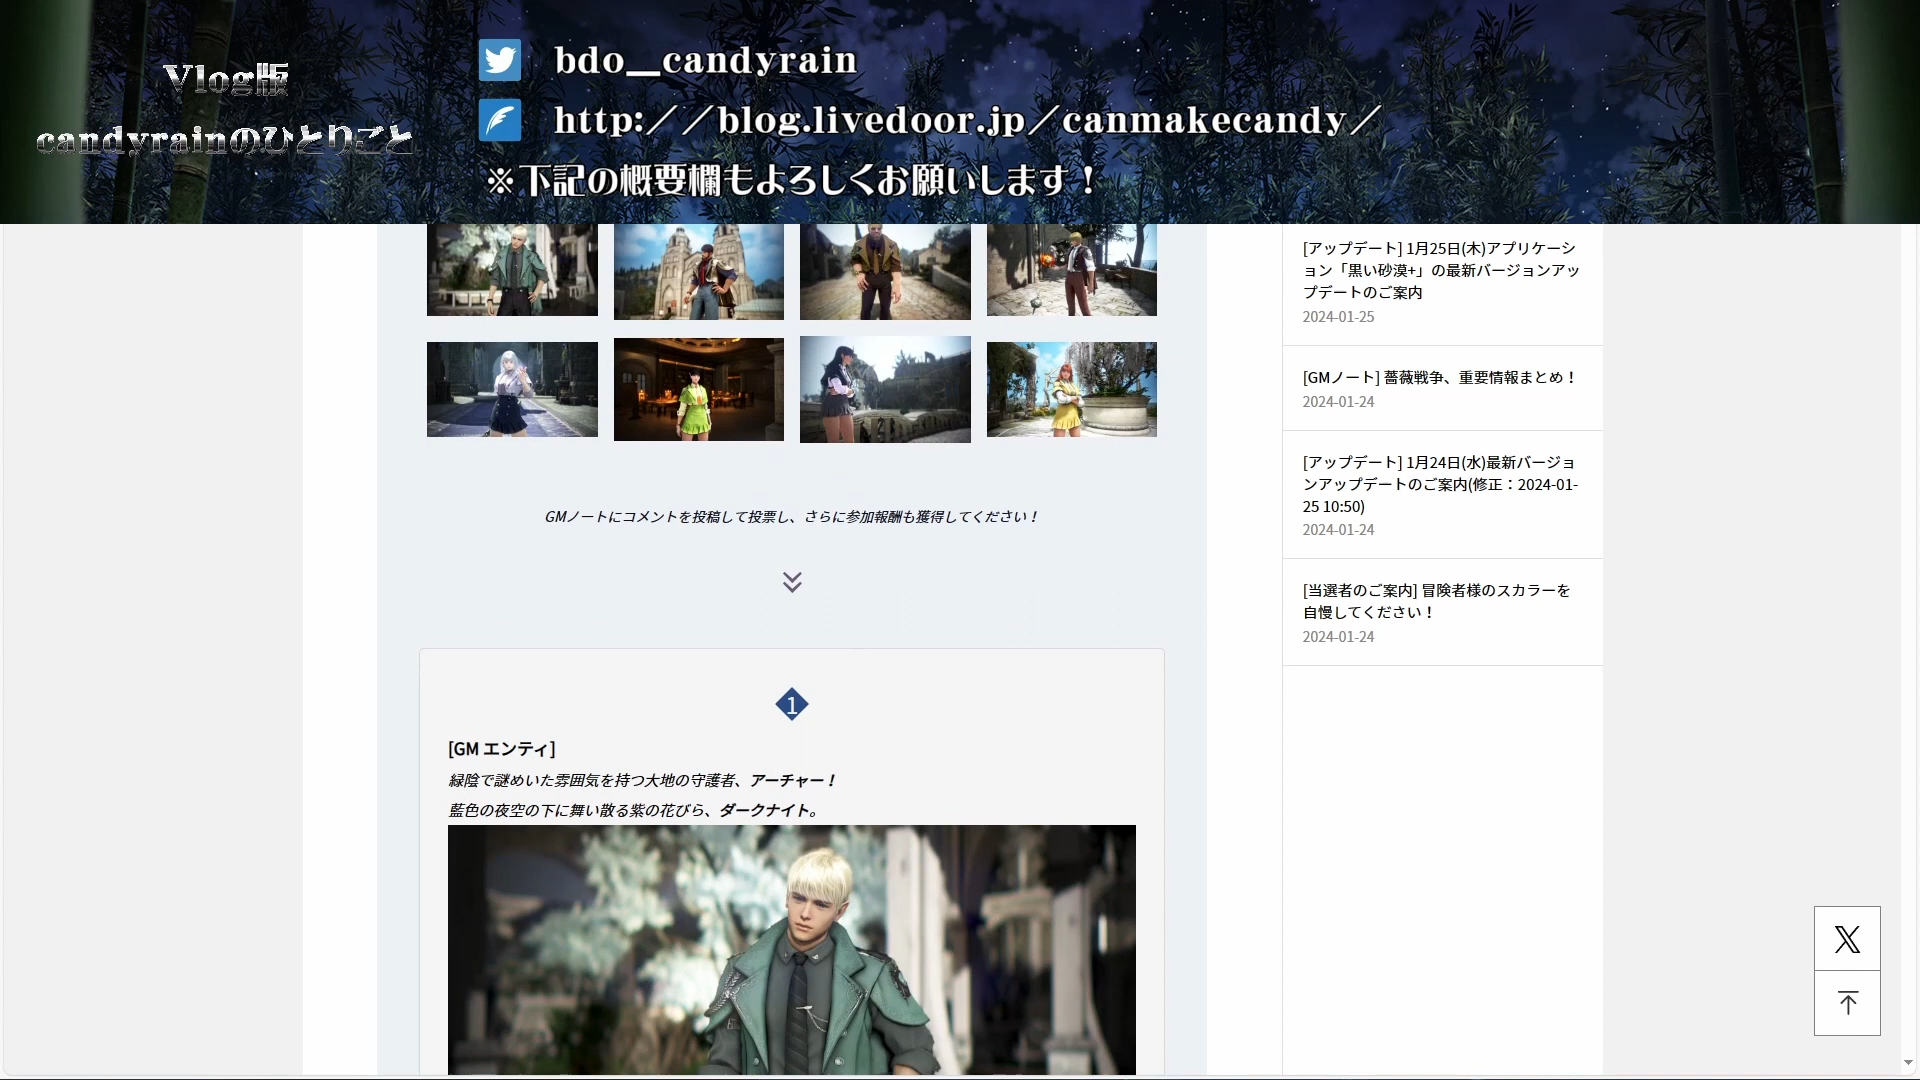 Vlog版
candyrainのひとりごと
bdo__candyrain
http://blog.livedoor.jp/canmakecandy/
※下記の概要欄もよろしくお願いします！
GMノートにコメントを投稿して投票し、さらに参加報酬も獲得してください！
1
[GM エンティ]
緑陰で謎めいた雰囲気を持つ大地の守護者、アーチャー！
藍色の夜空の下に舞い散る紫の花びら、ダークナイト。
[アップデート] 1月25日(木)アプリケーシ
ョン「黒い砂漠+」の最新バージョンアッ
プデートのご案内
2024-01-25
[GMノート] 薔薇戦争、重要情報まとめ！
2024-01-24
[アップデート] 1月24日(水)最新バージョ
ンアップデートのご案内(修正：2024-01-
25 10:50)
2024-01-24
[当選者のご案内] 冒険者様のスカラーを
自慢してください！
2024-01-24